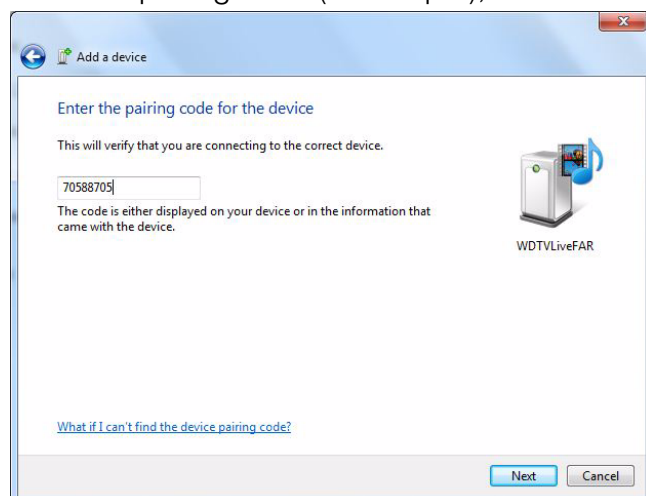 Add a device
Enter the pairing code for the device
This will verify that you are connecting to the correct device.
70588705
The code is either displayed on your device or in the information that
came with the device.
WDTVLiveFAR
What if I can't find the device pairing code?
Next Cancel